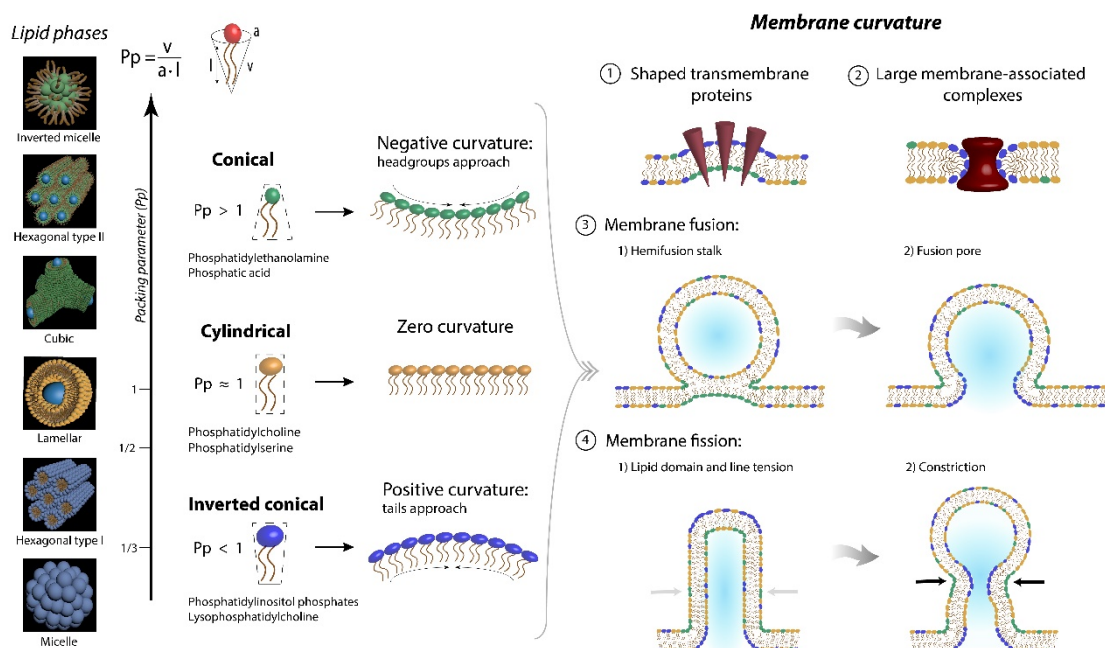 Lipid phases
Pp = v / a · l
a
l
v
Inverted micelle
Hexagonal type II
Cubic
Lamellar
Hexagonal type I
Micelle
Packing parameter (Pp)
1
1/2
1/3
Conical
Pp > 1
Phosphatidylethanolamine
Phosphatic acid
Negative curvature:
headgroups approach
Cylindrical
Pp ≈ 1
Phosphatidylcholine
Phosphatidylserine
Zero curvature
Inverted conical
Pp < 1
Phosphatidylinositol phosphates
Lysophosphatidylcholine
Positive curvature:
tails approach
Membrane curvature
1 Shaped transmembrane
proteins
2 Large membrane-associated
complexes
3 Membrane fusion:
1) Hemifusion stalk
2) Fusion pore
4 Membrane fission:
1) Lipid domain and line tension
2) Constriction